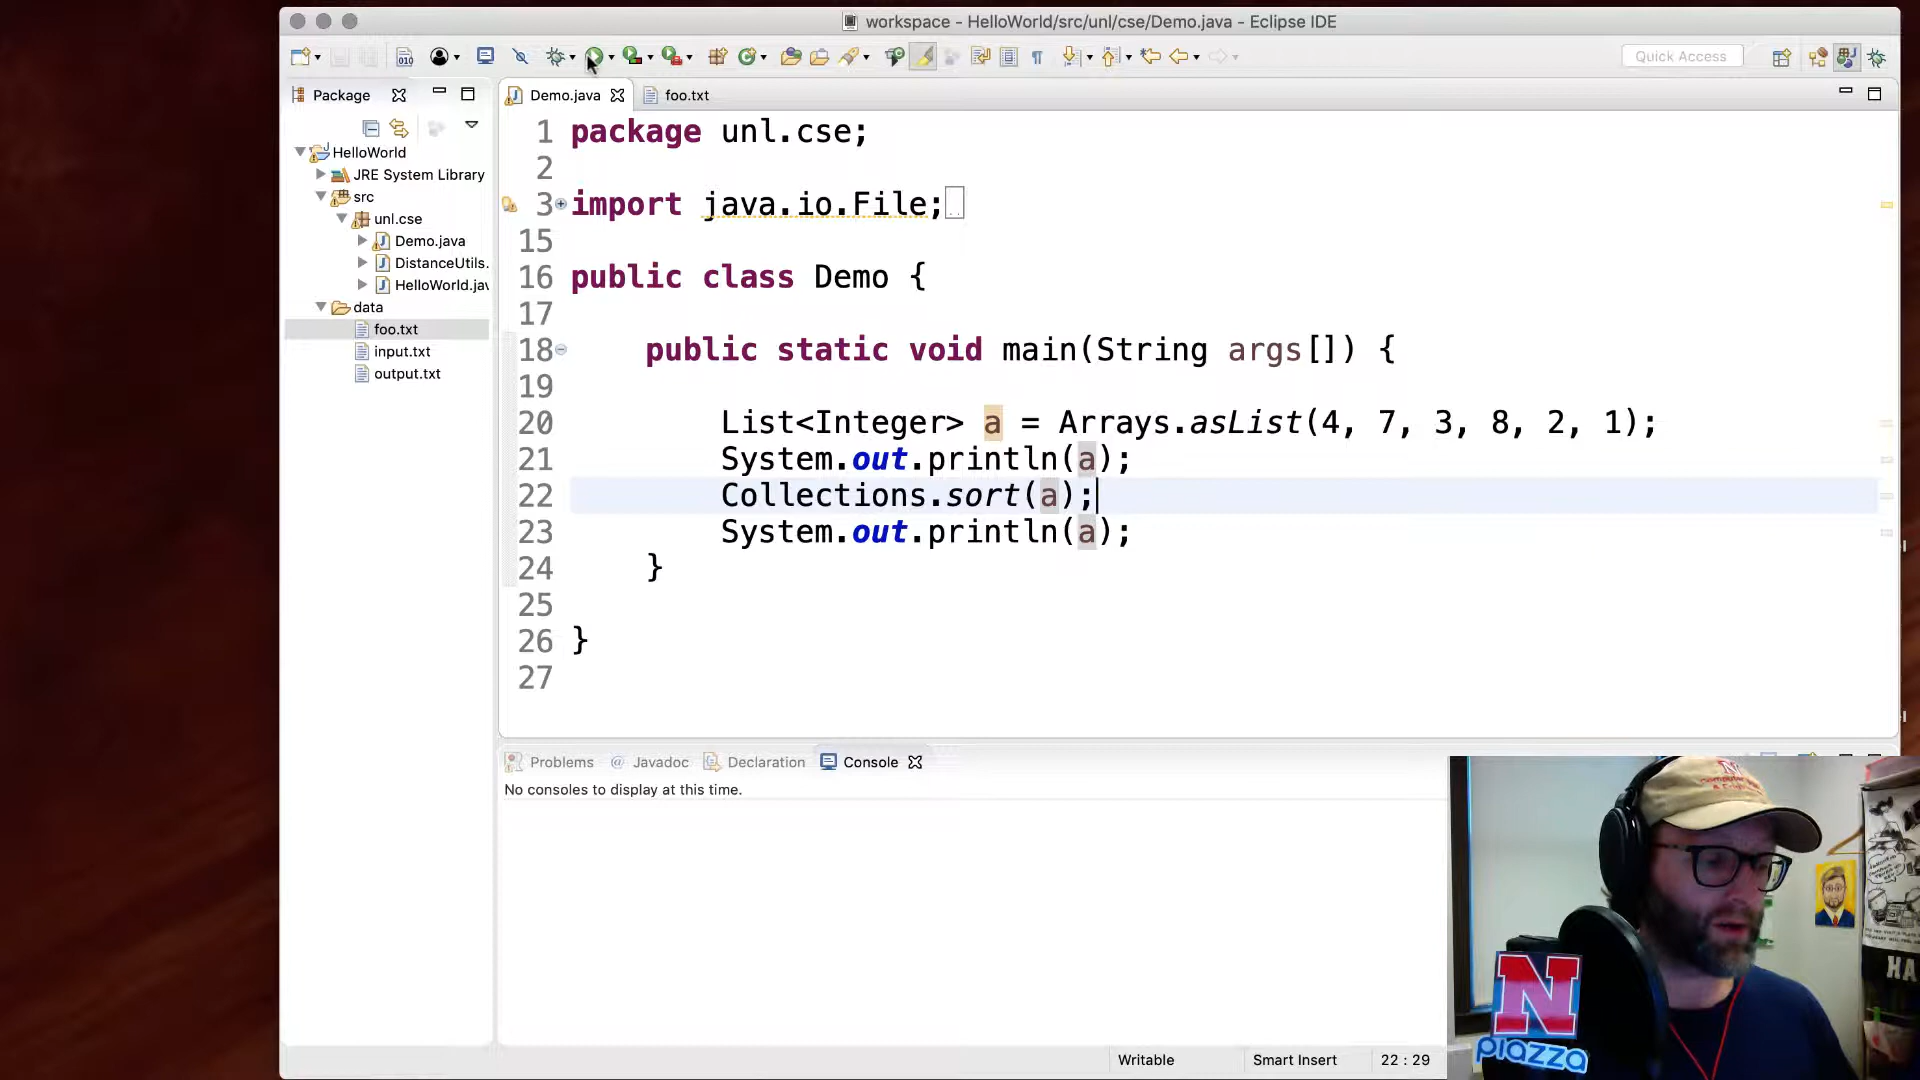 workspace - HelloWorld/src/unl/cse/Demo.java - Eclipse IDE
Quick Access
Package
Demo.java
foo.txt
HelloWorld
JRE System Library
src
unl.cse
Demo.java
DistanceUtils.
HelloWorld.jav
data
foo.txt
input.txt
output.txt
1 package unl.cse;
2
3 import java.io.File;
15
16 public class Demo {
17
18 public static void main(String args[]) {
19
20 List<Integer> a = Arrays.asList(4, 7, 3, 8, 2, 1);
21 System.out.println(a);
22 Collections.sort(a);
23 System.out.println(a);
24 }
25
26 }
27
Problems
@ Javadoc
Declaration
Console
No consoles to display at this time.
N
piazza
HA
Writable
Smart Insert
22 : 29